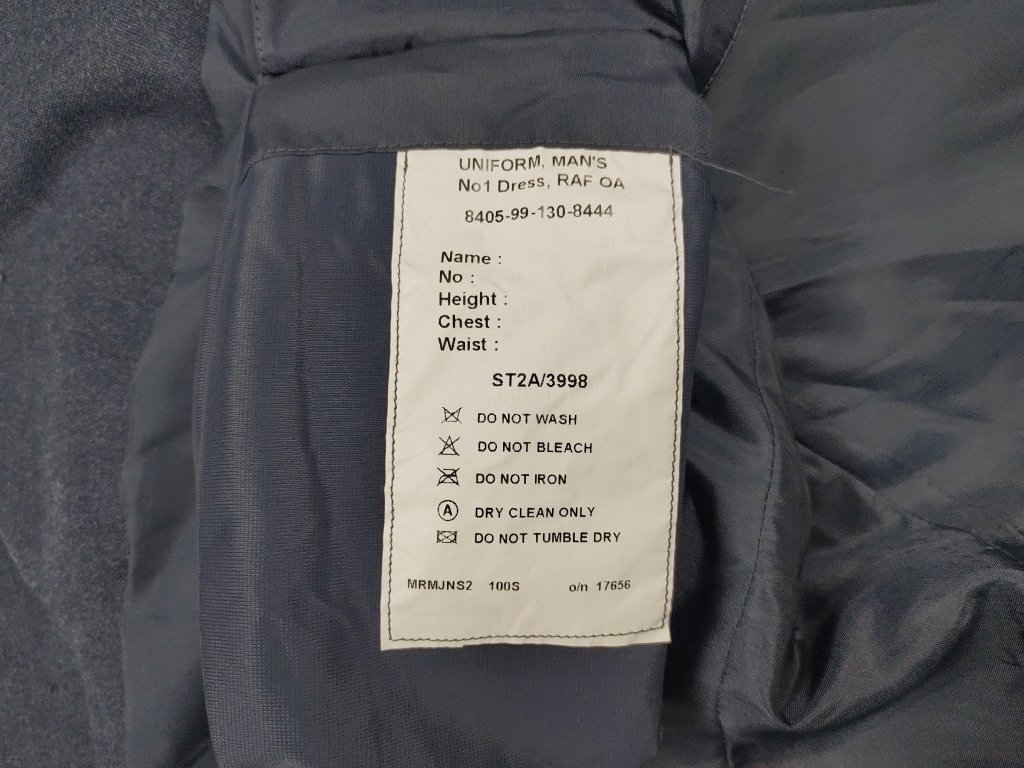 UNIFORM, MAN'S
No1 Dress, RAF OA
8405-99-130-8444
Name :
No :
Height :
Chest :
Waist :
ST2A/3998
DO NOT WASH
DO NOT BLEACH
DO NOT IRON
A DRY CLEAN ONLY
DO NOT TUMBLE DRY
MRMJNS2 100S o/n 17656